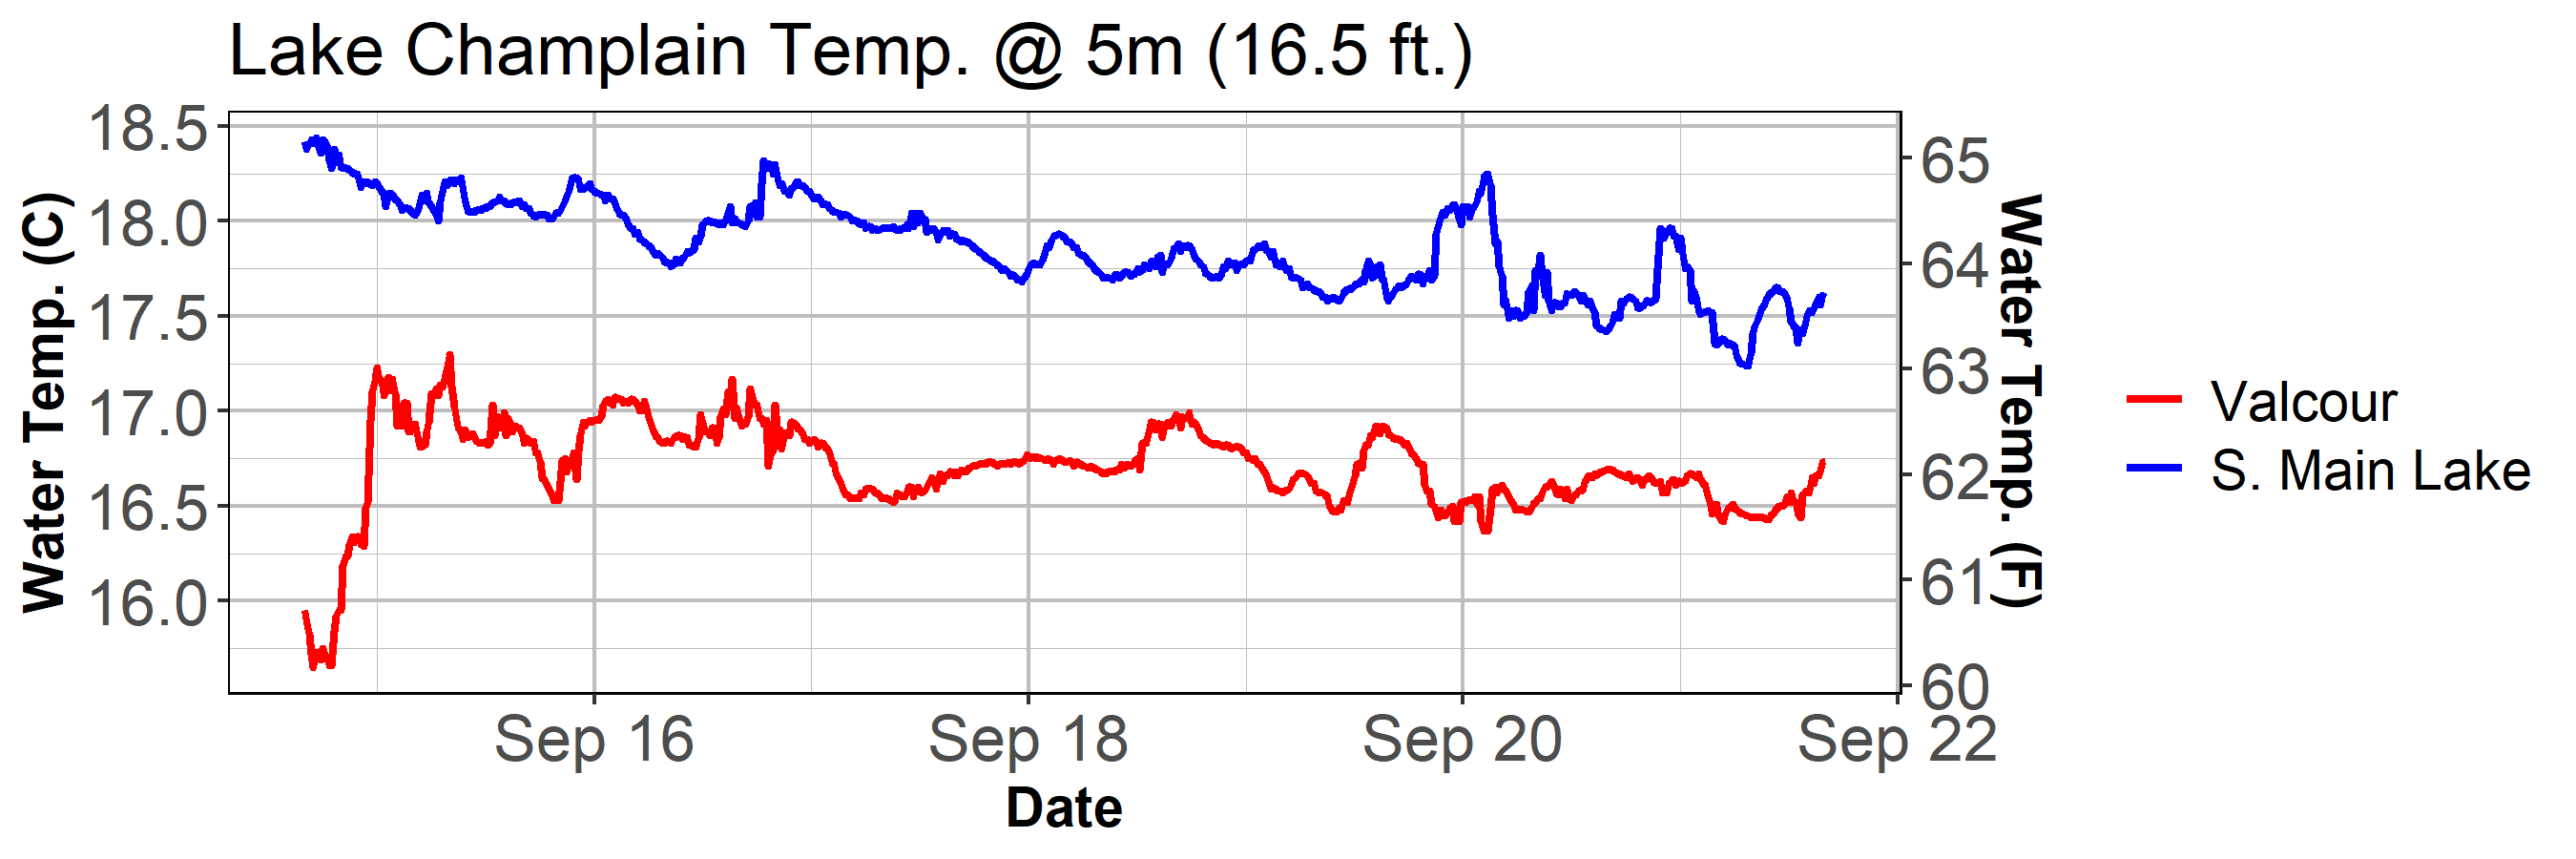 Lake Champlain Temp. @ 5m (16.5 ft.)
Water Temp. (C)
18.5
18.0
17.5
17.0
16.5
16.0
65
64
63
62
61
60
Water Temp. (F)
Sep 16
Sep 18
Sep 20
Sep 22
Date
Valcour
S. Main Lake